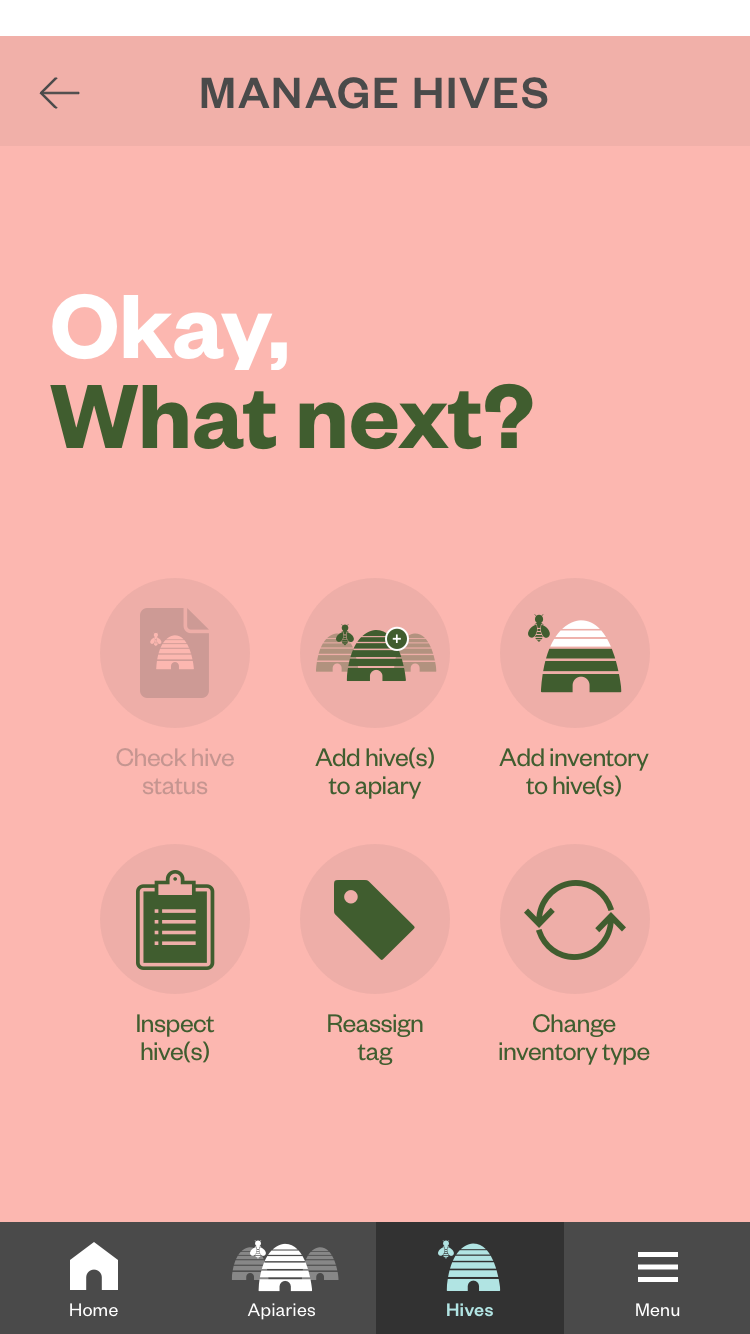 MANAGE HIVES
Okay,
What next?
Check hive
status
Add hive(s)
to apiary
Add inventory
to hive(s)
Inspect
hive(s)
Reassign
tag
Change
inventory type
Home
Apiaries
Hives
Menu